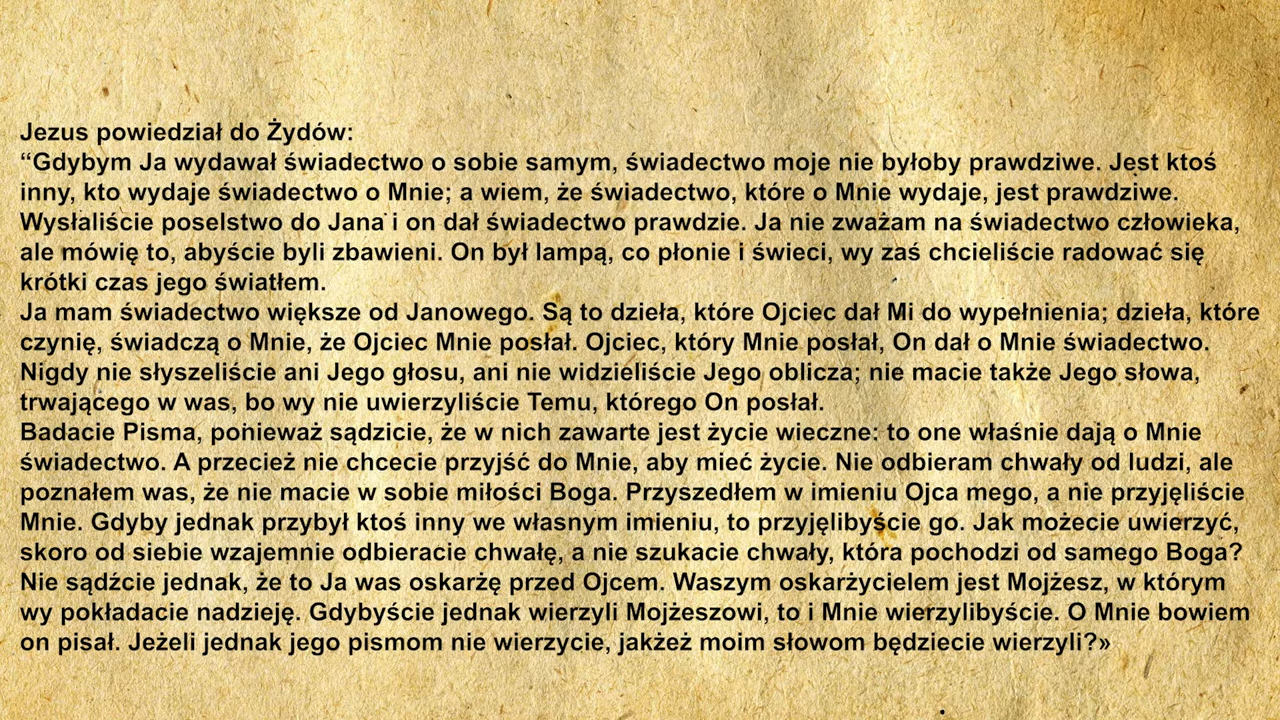 Jezus powiedział do Żydów:
“Gdybym Ja wydawał świadectwo o sobie samym, świadectwo moje nie byłoby prawdziwe. Jest ktoś
inny, kto wydaje świadectwo o Mnie; a wiem, że świadectwo, które o Mnie wydaje, jest prawdziwe.
Wysłaliście poselstwo do Jana i on dał świadectwo prawdzie. Ja nie zważam na świadectwo człowieka,
ale mówię to, abyście byli zbawieni. On był lampą, co płonie i świeci, wy zaś chcieliście radować się
krótki czas jego światłem.
Ja mam świadectwo większe od Janowego. Są to dzieła, które Ojciec dał Mi do wypełnienia; dzieła, które
czynię, świadczą o Mnie, że Ojciec Mnie posłał. Ojciec, który Mnie posłał, On dał o Mnie świadectwo.
Nigdy nie słyszeliście ani Jego głosu, ani nie widzieliście Jego oblicza; nie macie także Jego słowa,
trwającego w was, bo wy nie uwierzyliście Temu, którego On posłał.
Badacie Pisma, ponieważ sądzicie, że w nich zawarte jest życie wieczne: to one właśnie dają o Mnie
świadectwo. A przecież nie chcecie przyjść do Mnie, aby mieć życie. Nie odbieram chwały od ludzi, ale
poznałem was, że nie macie w sobie miłości Boga. Przyszedłem w imieniu Ojca mego, a nie przyjęliście
Mnie. Gdyby jednak przybył ktoś inny we własnym imieniu, to przyjęlibyście go. Jak możecie uwierzyć,
skoro od siebie wzajemnie odbieracie chwałę, a nie szukacie chwały, która pochodzi od samego Boga?
Nie sądźcie jednak, że to Ja was oskarżę przed Ojcem. Waszym oskarżycielem jest Mojżesz, w którym
wy pokładacie nadzieję. Gdybyście jednak wierzyli Mojżeszowi, to i Mnie wierzylibyście. O Mnie bowiem
on pisał. Jeżeli jednak jego pismom nie wierzycie, jakżeż moim słowom będziecie wierzyli?»